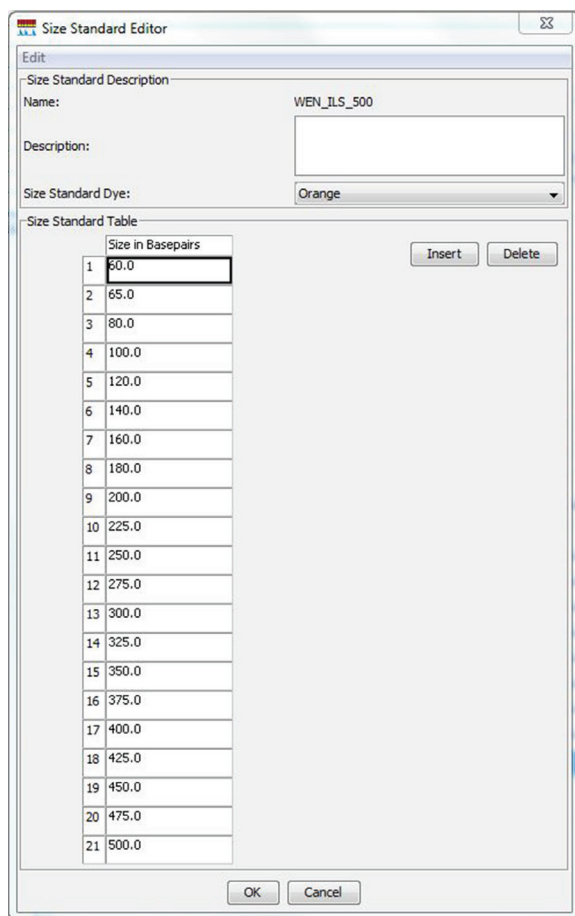 Size Standard Editor
Edit
Size Standard Description
Name: WEN_ILS_500
Description:
Size Standard Dye: Orange
Size Standard Table
Size in Basepairs
Insert Delete
1 60.0
2 65.0
3 80.0
4 100.0
5 120.0
6 140.0
7 160.0
8 180.0
9 200.0
10 225.0
11 250.0
12 275.0
13 300.0
14 325.0
15 350.0
16 375.0
17 400.0
18 425.0
19 450.0
20 475.0
21 500.0
OK Cancel